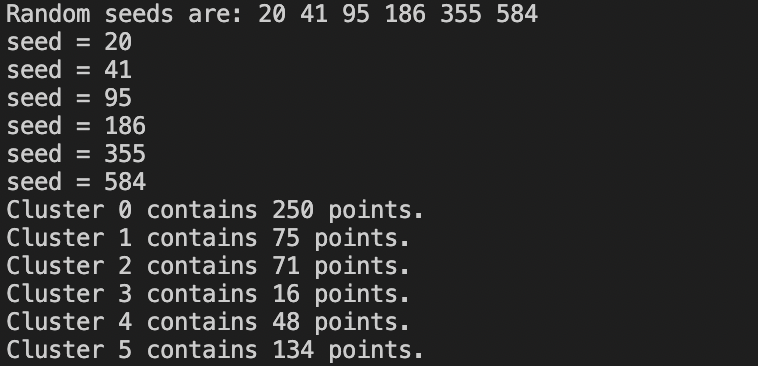 Random seeds are: 20 41 95 186 355 584
seed = 20
seed = 41
seed = 95
seed = 186
seed = 355
seed = 584
Cluster 0 contains 250 points.
Cluster 1 contains 75 points.
Cluster 2 contains 71 points.
Cluster 3 contains 16 points.
Cluster 4 contains 48 points.
Cluster 5 contains 134 points.